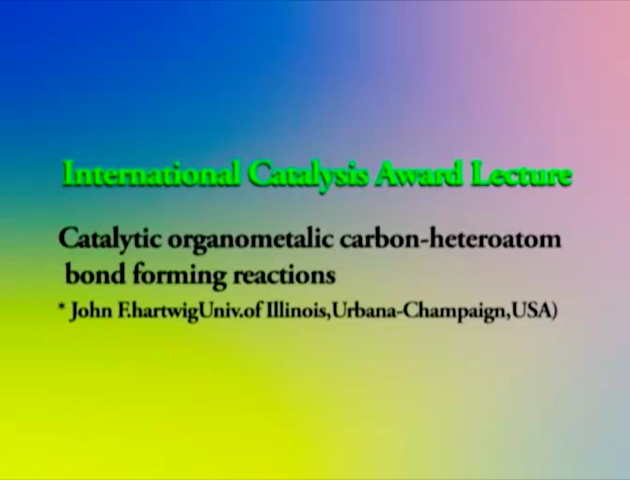 International Catalysis Award Lecture
Catalytic organometalic carbon-heteroatom
bond forming reactions
* John F.hartwigUniv.of Illinois,Urbana-Champaign,USA)